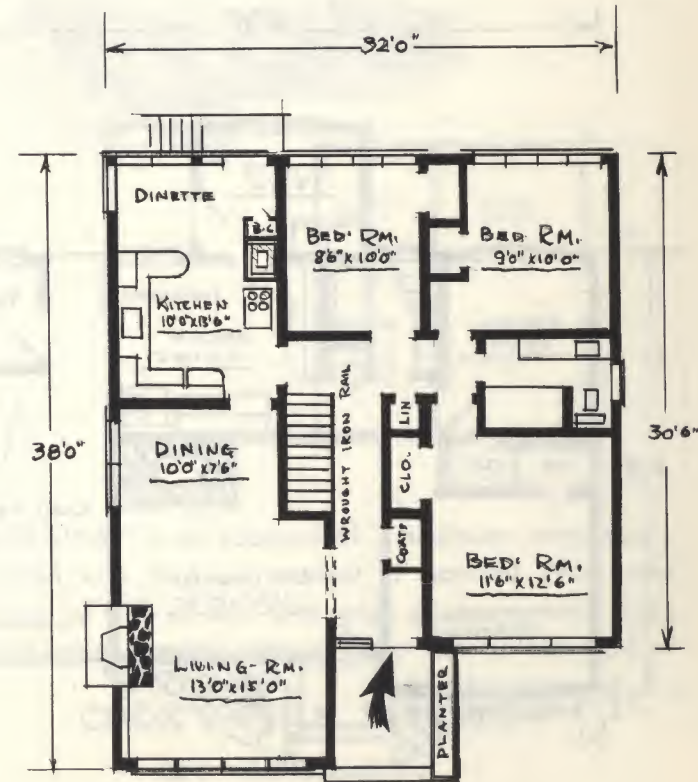 32'0"
DINETTE
B.C
BED. RM.
8'6" X 10'0"
BED. RM.
9'0" X 10'0"
KITCHEN
10'0" X 13'6"
WROUGHT IRON RAIL
LIN
38'0"
30'6"
DINING
10'0" X 7'6"
CLO.
COATS
BED. RM.
11'6" X 12'6"
LIVING-RM.
13'0" X 15'0"
PLANTER